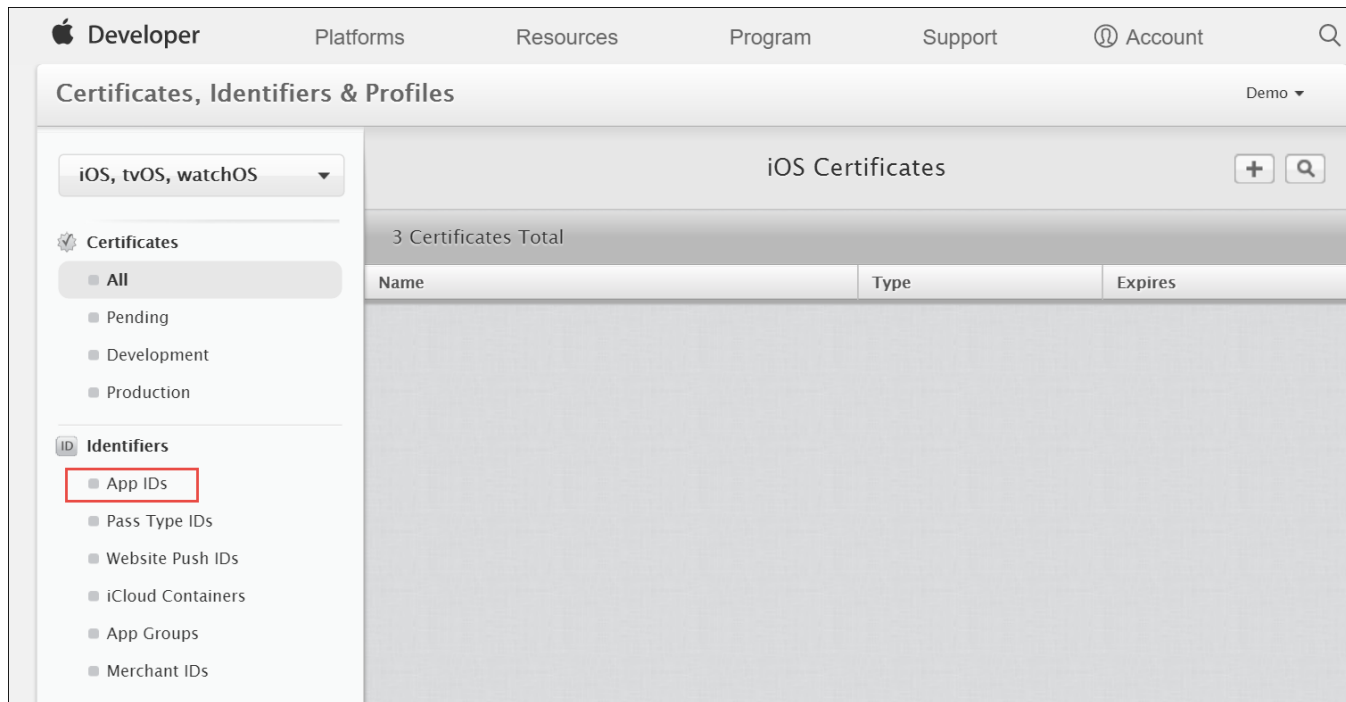 Developer Platforms Resources Program Support Account
Certificates, Identifiers & Profiles Demo
iOS, tvOS, watchOS
iOS Certificates
Certificates
3 Certificates Total
All
Name Type Expires
Pending
Development
Production
ID Identifiers
App IDs
Pass Type IDs
Website Push IDs
iCloud Containers
App Groups
Merchant IDs